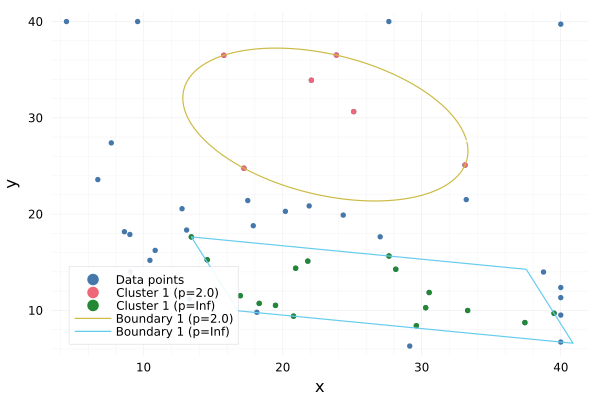 40
30
20
10
y
Data points
Cluster 1 (p=2.0)
Cluster 1 (p=Inf)
Boundary 1 (p=2.0)
Boundary 1 (p=Inf)
10 20 30 40
x